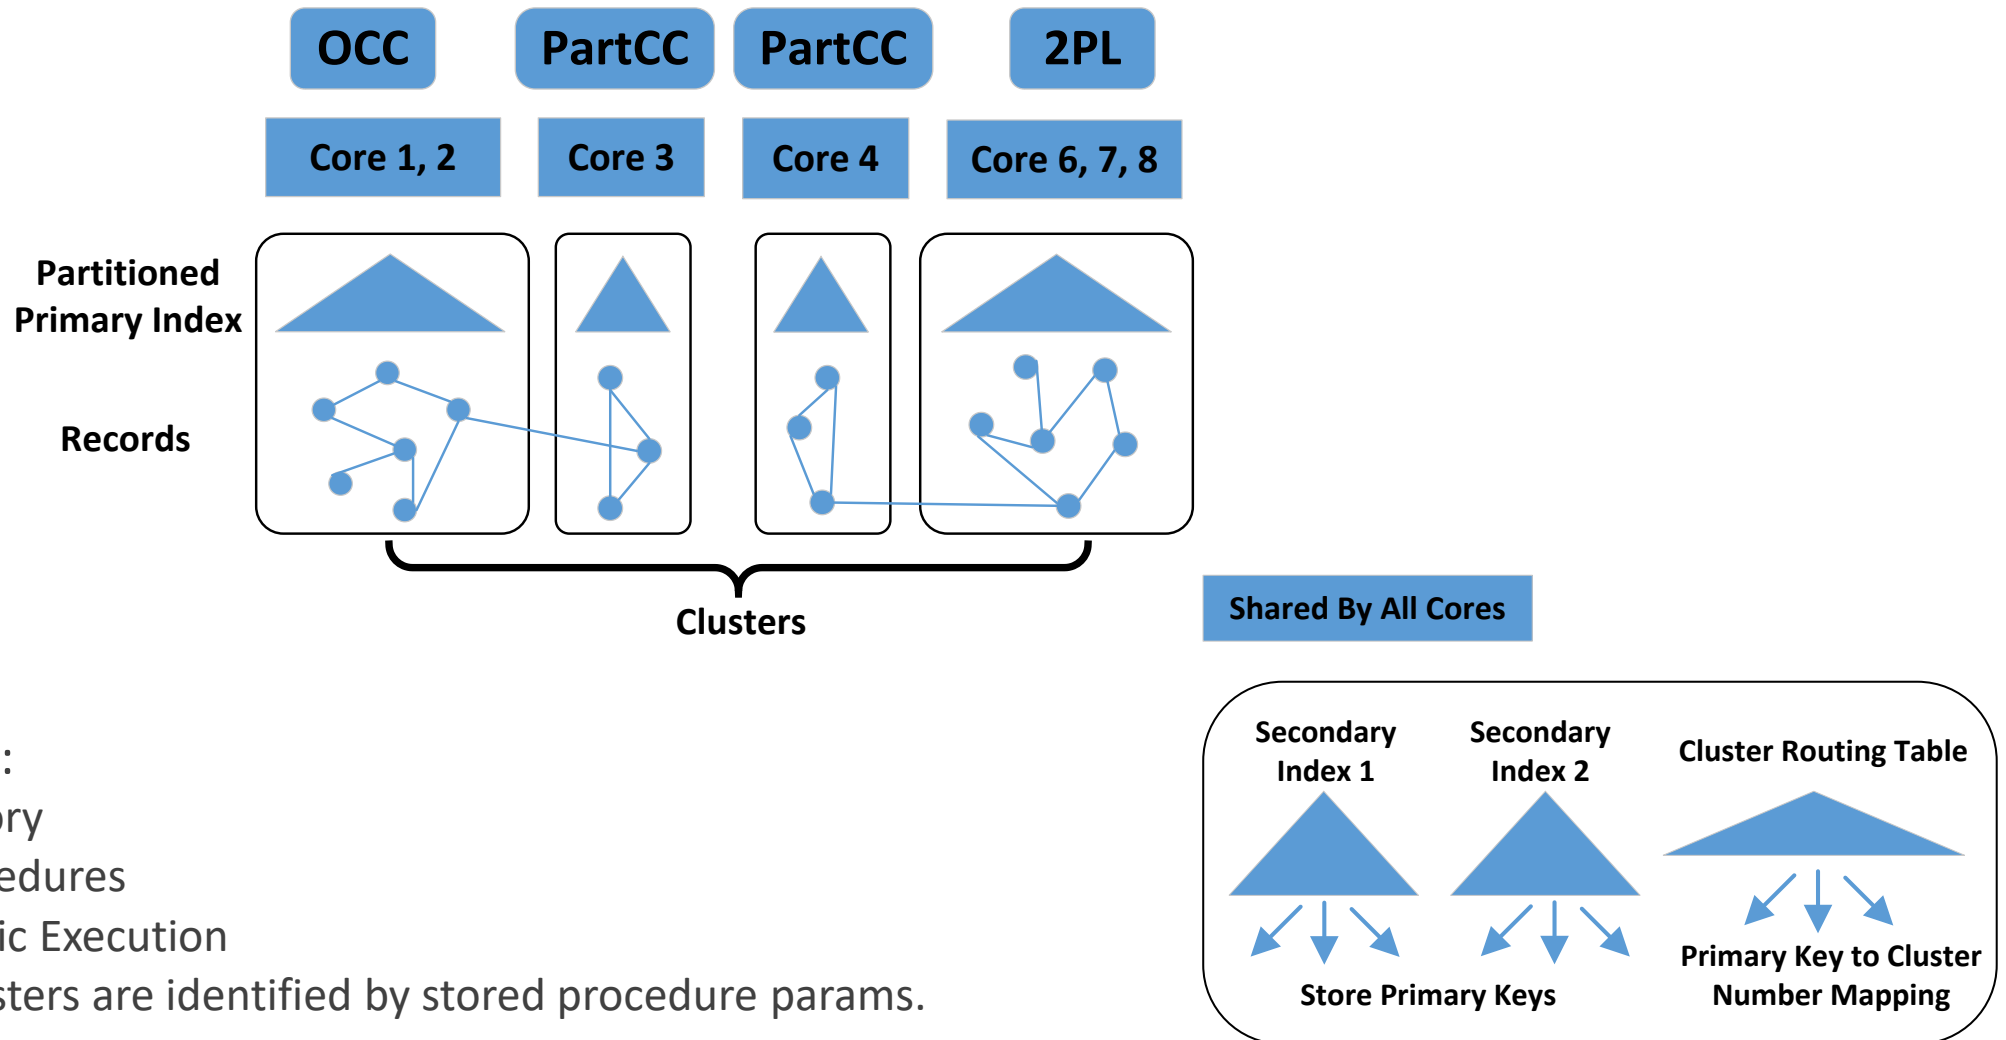 OCC
PartCC
PartCC
2PL
Core 1, 2
Core 3
Core 4
Core 6, 7, 8
Partitioned
Primary Index
Records
Clusters
Shared By All Cores
Secondary
Index 1
Secondary
Index 2
Cluster Routing Table
Store Primary Keys
Primary Key to Cluster
Number Mapping
:
ory
edures
ic Execution
sters are identified by stored procedure params.